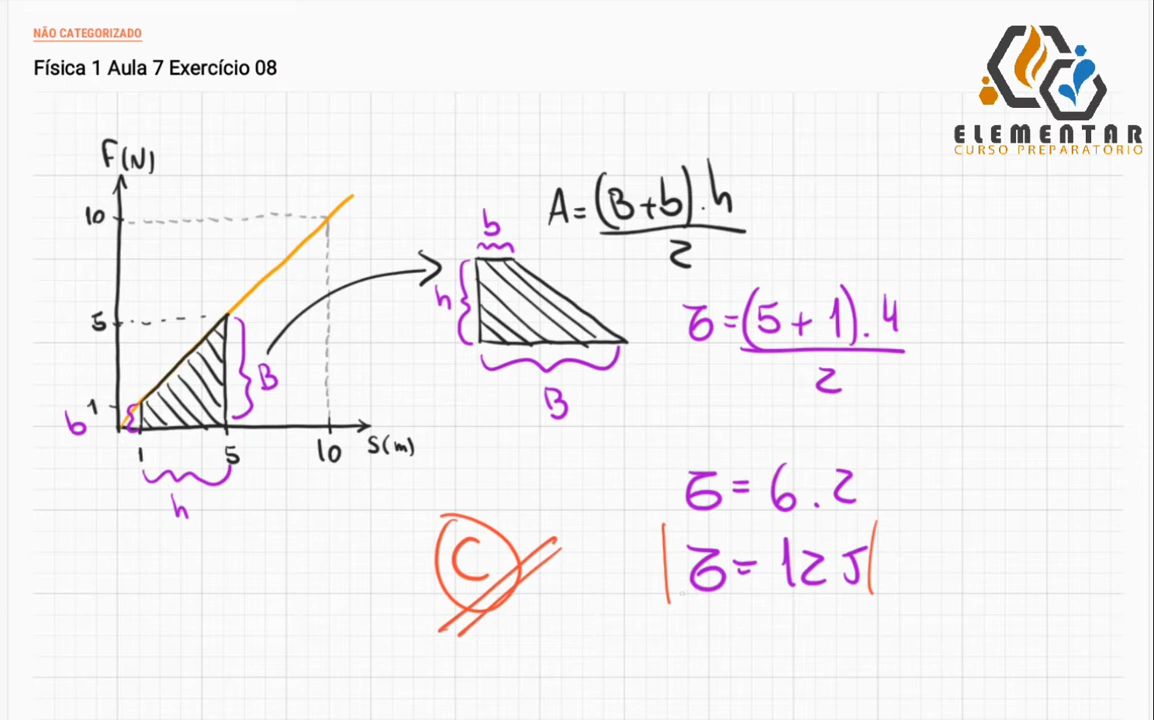 NÃO CATEGORIZADO
Física 1 Aula 7 Exercício 08
ELEMENTAR
CURSO PREPARATÓRIO
F(N)
10
5
1
b
1
5
10
S(m)
h
B
b
h
B
A = (B+b).h
2
τ = (5 + 1).4
2
τ = 6.2
τ = 12 J
C